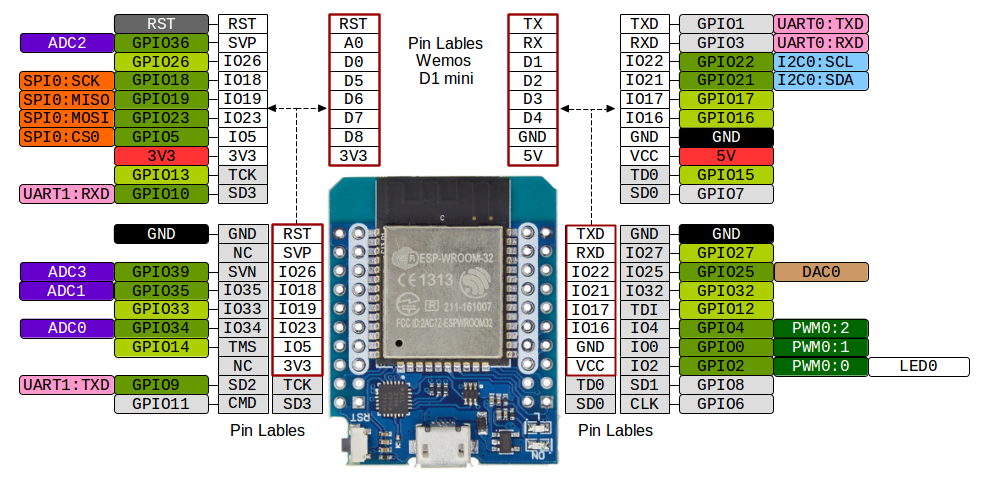 RST RST RST Pin Lables Wemos D1 mini TX TXD GPIO1 UART0:TXD
ADC2 GPIO36 SVP A0 RX RXD GPIO3 UART0:RXD
GPIO26 IO26 D0 D1 IO22 GPIO22 I2C0:SCL
SPI0:SCK GPIO18 IO18 D5 D2 IO21 GPIO21 I2C0:SDA
SPI0:MISO GPIO19 IO19 D6 D3 IO17 GPIO17
SPI0:MOSI GPIO23 IO23 D7 D4 IO16 GPIO16
SPI0:CS0 GPIO5 IO5 D8 GND GND GND
3V3 3V3 3V3 5V VCC 5V
GPIO13 TCK TD0 GPIO15
UART1:RXD GPIO10 SD3 SD0 GPIO7
GND GND RST TXD GND GND
NC SVP RXD IO27 GPIO27
ADC3 GPIO39 SVN IO26 IO22 IO25 GPIO25 DAC0
ADC1 GPIO35 IO35 IO18 IO21 IO32 GPIO32
GPIO33 IO33 IO19 IO17 TDI GPIO12
ADC0 GPIO34 IO34 IO23 IO16 IO4 GPIO4 PWM0:2
GPIO14 TMS IO5 GND IO0 GPIO0 PWM0:1
NC 3V3 VCC IO2 GPIO2 PWM0:0 LED0
UART1:TXD GPIO9 SD2 TCK TD0 SD1 GPIO8
GPIO11 CMD SD3 SD0 CLK GPIO6
Pin Lables Pin Lables
ESP-WROOM-32
CE1313
R 211-161007
FCC ID:2AC7Z-ESPWROOM32
RST
L
ON